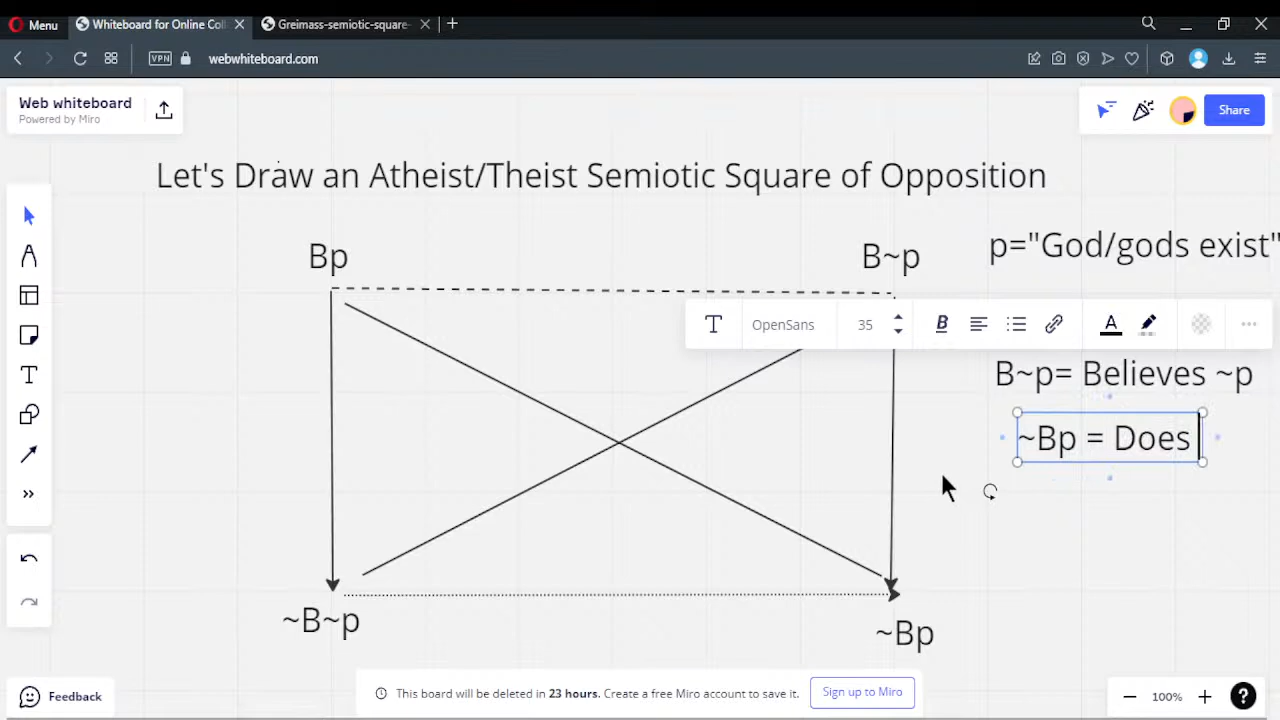 Menu
Whiteboard for Online Col
Greimass-semiotic-square-
VPN
webwhiteboard.com
Web whiteboard
Powered by Miro
Share
Let's Draw an Atheist/Theist Semiotic Square of Opposition
Bp
B~p
p="God/gods exist"
OpenSans
35
B
A
B~p= Believes ~p
~Bp = Does
~B~p
~Bp
Feedback
This board will be deleted in 23 hours. Create a free Miro account to save it.
Sign up to Miro
100%